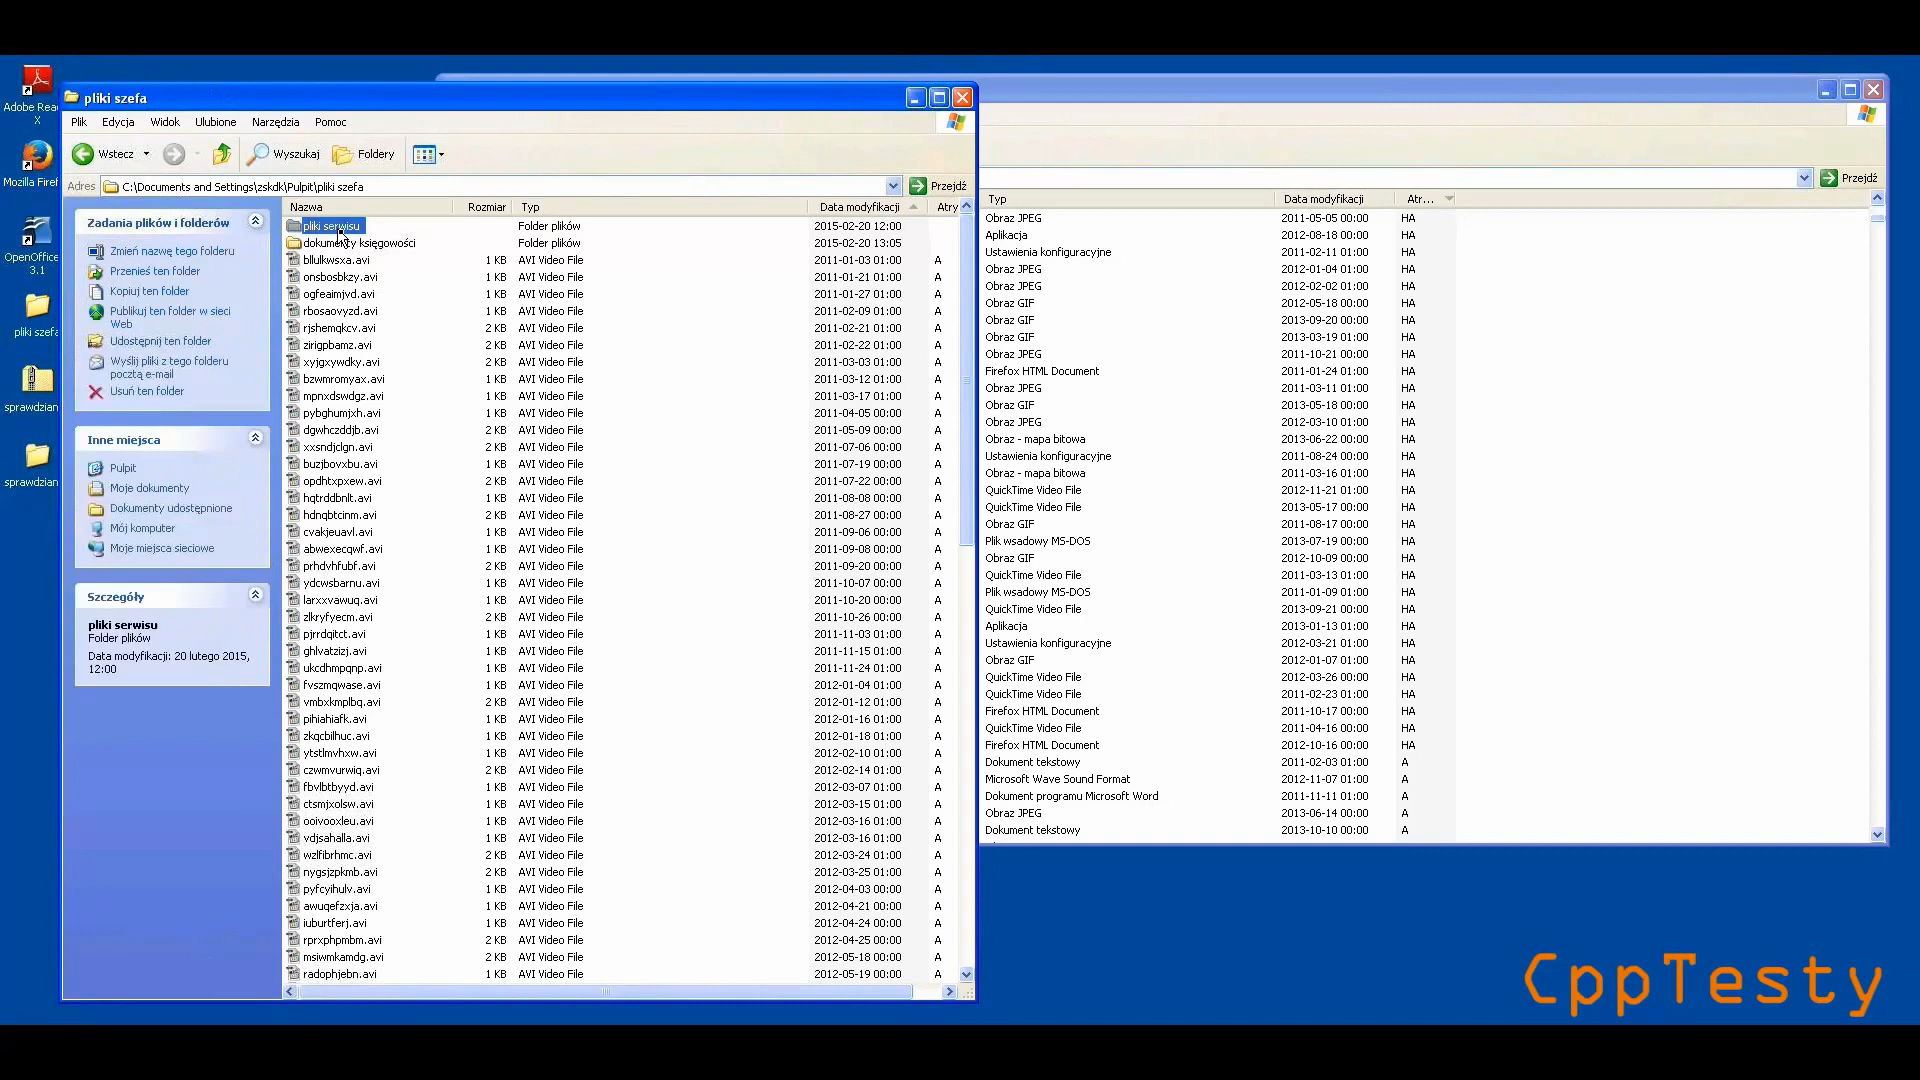 Adobe Rea
X
Mozilla Firef
OpenOffice
3.1
pliki szefa
sprawdzian
sprawdzian
pliki szefa
Plik Edycja Widok Ulubione Narzędzia Pomoc
Wstecz Wyszukaj Foldery
Adres C:\Documents and Settings\zskdk\Pulpit\pliki szefa Przejdź
Zadania plików i folderów
Zmień nazwę tego folderu
Przenieś ten folder
Kopiuj ten folder
Publikuj ten folder w sieci
Web
Udostępnij ten folder
Wyślij pliki z tego folderu
pocztą e-mail
Usuń ten folder
Inne miejsca
Pulpit
Moje dokumenty
Dokumenty udostępnione
Mój komputer
Moje miejsca sieciowe
Szczegóły
pliki serwisu
Folder plików
Data modyfikacji: 20 lutego 2015,
12:00
Nazwa Rozmiar Typ Data modyfikacji Atry
pliki serwisu Folder plików 2015-02-20 12:00
dokumenty księgowości Folder plików 2015-02-20 13:05
bllulkwsxa.avi 1 KB AVI Video File 2011-01-03 01:00 A
onsbosbkzy.avi 1 KB AVI Video File 2011-01-21 01:00 A
ogfeaimjvd.avi 1 KB AVI Video File 2011-01-27 01:00 A
rbosaovyzd.avi 1 KB AVI Video File 2011-02-09 01:00 A
rjshemqkcv.avi 2 KB AVI Video File 2011-02-21 01:00 A
zirigpbamz.avi 2 KB AVI Video File 2011-02-22 01:00 A
xyjgxywdky.avi 2 KB AVI Video File 2011-03-03 01:00 A
bzwmromyax.avi 1 KB AVI Video File 2011-03-12 01:00 A
mpnxdswdgz.avi 1 KB AVI Video File 2011-03-17 01:00 A
pybghumjxh.avi 1 KB AVI Video File 2011-04-05 00:00 A
dgwhczddjb.avi 2 KB AVI Video File 2011-05-09 00:00 A
xxsndjclgn.avi 2 KB AVI Video File 2011-07-06 00:00 A
buzjbovxbu.avi 1 KB AVI Video File 2011-07-19 00:00 A
opdhtxpxew.avi 2 KB AVI Video File 2011-07-22 00:00 A
hqtrddbnlt.avi 1 KB AVI Video File 2011-08-08 00:00 A
hdnqbtcinm.avi 2 KB AVI Video File 2011-08-27 00:00 A
cvakjeuavl.avi 1 KB AVI Video File 2011-09-06 00:00 A
abwexecqwf.avi 1 KB AVI Video File 2011-09-08 00:00 A
prhdvhfubf.avi 2 KB AVI Video File 2011-09-20 00:00 A
ydcwsbarnu.avi 1 KB AVI Video File 2011-10-07 00:00 A
larxxvawuq.avi 1 KB AVI Video File 2011-10-20 00:00 A
zlkryfyecm.avi 2 KB AVI Video File 2011-10-26 00:00 A
pjrrdqitct.avi 1 KB AVI Video File 2011-11-03 01:00 A
ghlvatzizj.avi 1 KB AVI Video File 2011-11-15 01:00 A
ukcdhmpqnp.avi 1 KB AVI Video File 2011-11-24 01:00 A
fvszmqwase.avi 1 KB AVI Video File 2012-01-04 01:00 A
vmbxkmplbq.avi 2 KB AVI Video File 2012-01-12 01:00 A
pihiahiafk.avi 1 KB AVI Video File 2012-01-16 01:00 A
zkqcbilhuc.avi 1 KB AVI Video File 2012-01-18 01:00 A
ytstlmvhxw.avi 1 KB AVI Video File 2012-02-10 01:00 A
czwmvurwiq.avi 2 KB AVI Video File 2012-02-14 01:00 A
fbvlbtbyyd.avi 1 KB AVI Video File 2012-03-07 01:00 A
ctsmjxolsw.avi 1 KB AVI Video File 2012-03-15 01:00 A
ooivooxleu.avi 1 KB AVI Video File 2012-03-16 01:00 A
vdjsahalla.avi 1 KB AVI Video File 2012-03-16 01:00 A
wzlfibrhmc.avi 2 KB AVI Video File 2012-03-24 01:00 A
nygsjzpkmb.avi 2 KB AVI Video File 2012-03-25 01:00 A
pyfcyihulv.avi 1 KB AVI Video File 2012-04-03 00:00 A
awuqefzxja.avi 1 KB AVI Video File 2012-04-21 00:00 A
iuburtferj.avi 1 KB AVI Video File 2012-04-24 00:00 A
rprxphpmbm.avi 2 KB AVI Video File 2012-04-25 00:00 A
msiwmkamdg.avi 2 KB AVI Video File 2012-05-18 00:00 A
radophjebn.avi 1 KB AVI Video File 2012-05-19 00:00 A
Przejdź
Typ Data modyfikacji Atr...
Obraz JPEG 2011-05-05 00:00 HA
Aplikacja 2012-08-18 00:00 HA
Ustawienia konfiguracyjne 2011-02-11 01:00 HA
Obraz JPEG 2012-01-04 01:00 HA
Obraz JPEG 2012-02-02 01:00 HA
Obraz GIF 2012-05-18 00:00 HA
Obraz GIF 2013-09-20 00:00 HA
Obraz GIF 2013-03-19 01:00 HA
Obraz JPEG 2011-10-21 00:00 HA
Firefox HTML Document 2011-01-24 01:00 HA
Obraz JPEG 2011-03-11 01:00 HA
Obraz GIF 2013-05-18 00:00 HA
Obraz JPEG 2012-03-10 01:00 HA
Obraz - mapa bitowa 2013-06-22 00:00 HA
Ustawienia konfiguracyjne 2011-08-24 00:00 HA
Obraz - mapa bitowa 2011-03-16 01:00 HA
QuickTime Video File 2012-11-21 01:00 HA
QuickTime Video File 2013-05-17 00:00 HA
Obraz GIF 2011-08-17 00:00 HA
Plik wsadowy MS-DOS 2013-07-19 00:00 HA
Obraz GIF 2012-10-09 00:00 HA
QuickTime Video File 2011-03-13 01:00 HA
Plik wsadowy MS-DOS 2011-01-09 01:00 HA
QuickTime Video File 2013-09-21 00:00 HA
Aplikacja 2013-01-13 01:00 HA
Ustawienia konfiguracyjne 2012-03-21 01:00 HA
Obraz GIF 2012-01-07 01:00 HA
QuickTime Video File 2012-03-26 00:00 HA
QuickTime Video File 2011-02-23 01:00 HA
Firefox HTML Document 2011-10-17 00:00 HA
QuickTime Video File 2011-04-16 00:00 HA
Firefox HTML Document 2012-10-16 00:00 HA
Dokument tekstowy 2011-02-03 01:00 A
Microsoft Wave Sound Format 2012-11-07 01:00 A
Dokument programu Microsoft Word 2011-11-11 01:00 A
Obraz JPEG 2013-06-14 00:00 A
Dokument tekstowy 2013-10-10 00:00 A
CppTesty